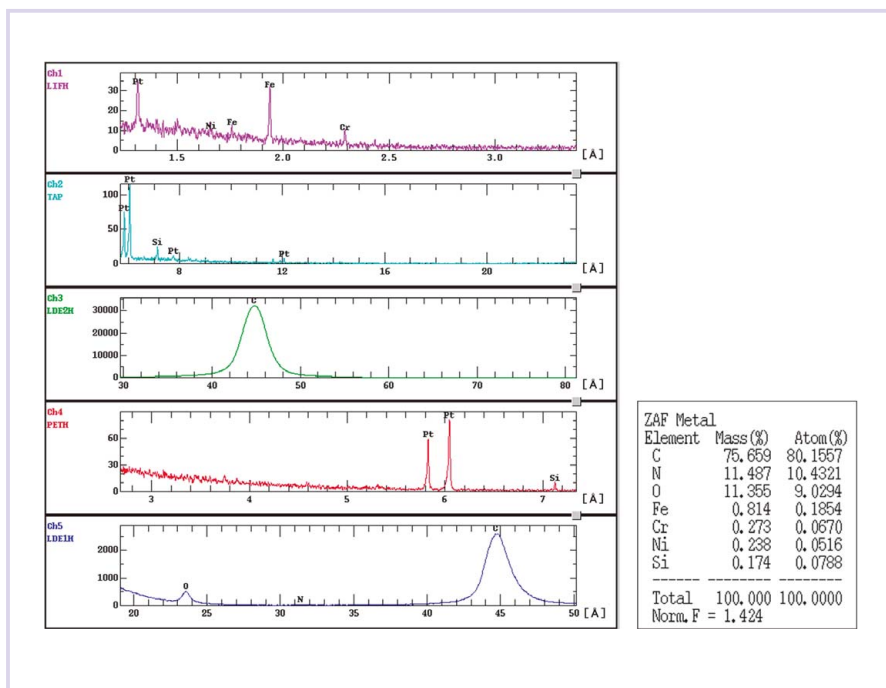 Ch1
LIFH
Pt
Ni
Fe
Fe
Cr
30
20
10
0
1.5 2.0 2.5 3.0 [Å]
Ch2
TAP
Pt
Pt
Si
Pt
Pt
100
50
0
8 12 16 20 [Å]
Ch3
LDE2H
C
30000
20000
10000
0
30 40 50 60 70 80 [Å]
Ch4
PETH
Pt
Pt
Si
60
30
0
3 4 5 6 7 [Å]
Ch5
LDE1H
O
N
C
2000
1000
0
20 25 30 35 40 45 50 [Å]
ZAF Metal
Element Mass(%) Atom(%)
C 75.659 80.1557
N 11.487 10.4321
O 11.355 9.0294
Fe 0.814 0.1854
Cr 0.273 0.0670
Ni 0.238 0.0516
Si 0.174 0.0788
------ -------- --------
Total 100.000 100.0000
Norm.F = 1.424